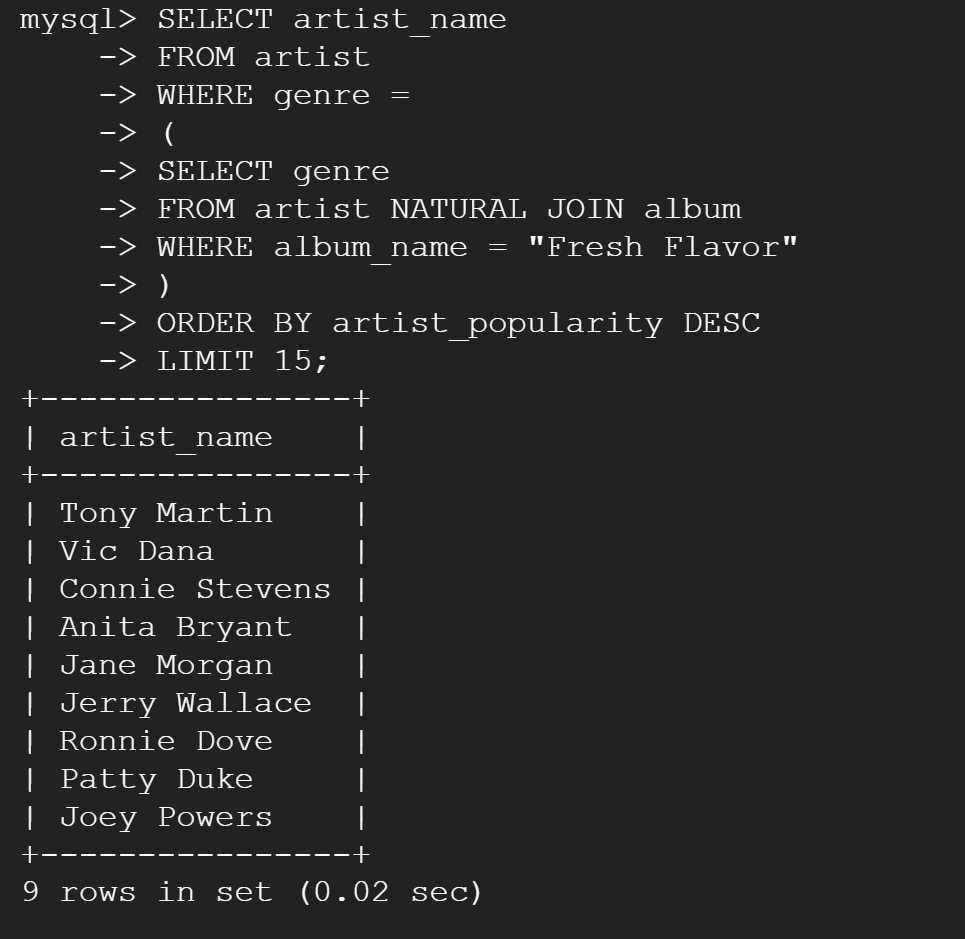 mysql> SELECT artist_name
    -> FROM artist
    -> WHERE genre =
    -> (
    -> SELECT genre
    -> FROM artist NATURAL JOIN album
    -> WHERE album_name = "Fresh Flavor"
    -> )
    -> ORDER BY artist_popularity DESC
    -> LIMIT 15;
+----------------+
| artist_name    |
+----------------+
| Tony Martin    |
| Vic Dana       |
| Connie Stevens |
| Anita Bryant   |
| Jane Morgan    |
| Jerry Wallace  |
| Ronnie Dove    |
| Patty Duke     |
| Joey Powers    |
+----------------+
9 rows in set (0.02 sec)